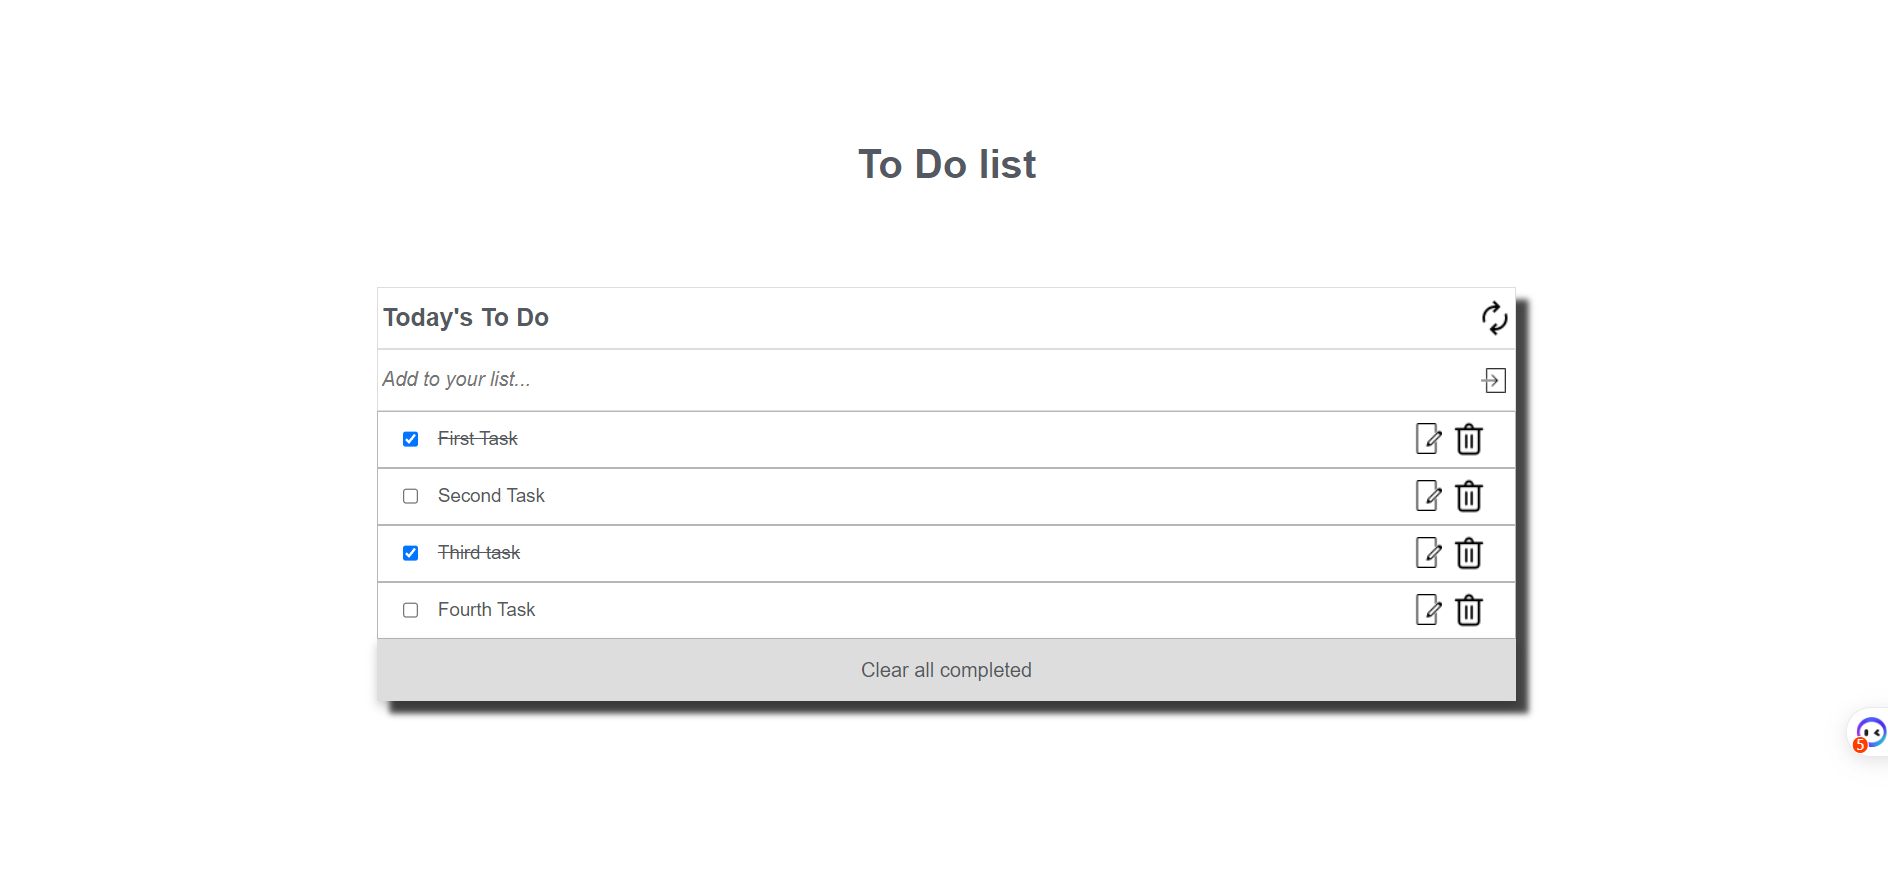 To Do list
Today's To Do
Add to your list...
First Task
Second Task
Third task
Fourth Task
Clear all completed
5